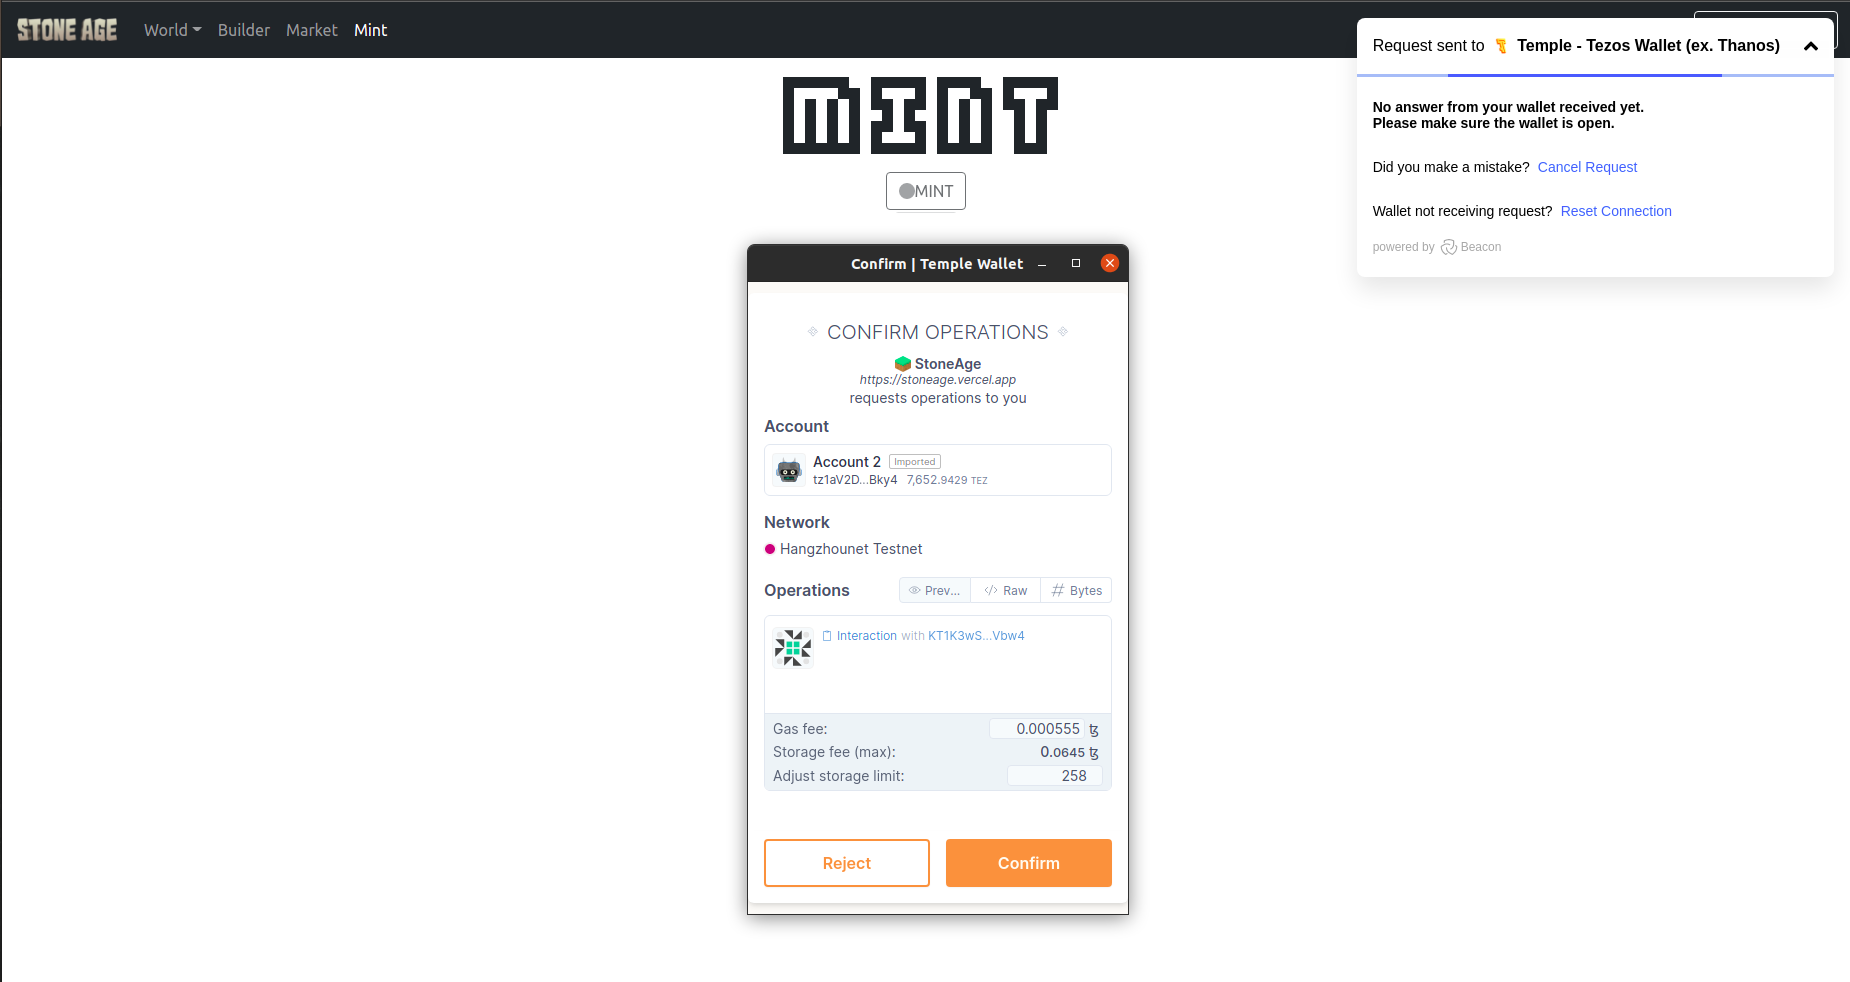 STONE AGE World Builder Market Mint
MINT
MINT
Request sent to Temple - Tezos Wallet (ex. Thanos)
No answer from your wallet received yet.
Please make sure the wallet is open.
Did you make a mistake? Cancel Request
Wallet not receiving request? Reset Connection
powered by Beacon
Confirm | Temple Wallet
CONFIRM OPERATIONS
StoneAge
https://stoneage.vercel.app
requests operations to you
Account
Account 2 Imported
tz1aV2D...Bky4 7,652.9429 TEZ
Network
Hangzhounet Testnet
Operations Prev... </> Raw # Bytes
Interaction with KT1K3wS...Vbw4
Gas fee: 0.000555 ꜩ
Storage fee (max): 0.0645 ꜩ
Adjust storage limit: 258
Reject Confirm